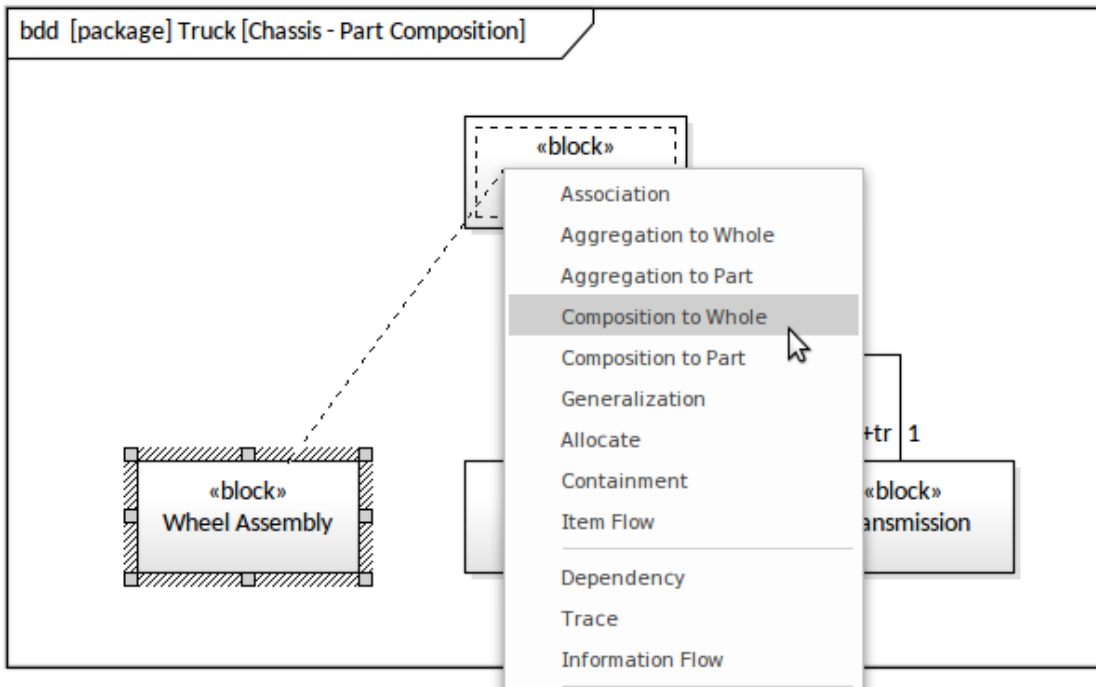 bdd [package] Truck [Chassis - Part Composition]
«block»
Association
Aggregation to Whole
Aggregation to Part
Composition to Whole
Composition to Part
Generalization
Allocate
Containment
Item Flow
Dependency
Trace
Information Flow
+tr 1
«block»
Wheel Assembly
«block»
ansmission